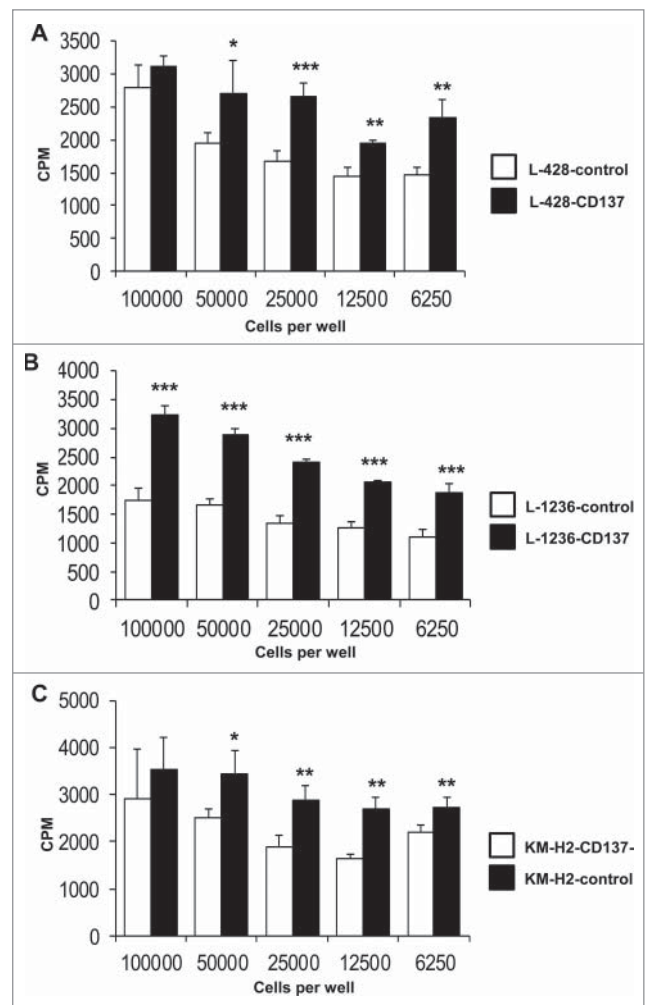 A
3500
3000
2500
2000
1500
1000
500
0
CPM
* *** ** **
100000 50000 25000 12500 6250
Cells per well
L-428-control
L-428-CD137
B
4000
3500
3000
2500
2000
1500
1000
500
0
CPM
*** *** *** *** ***
100000 50000 25000 12500 6250
Cells per well
L-1236-control
L-1236-CD137
C
5000
4000
3000
2000
1000
0
CPM
* ** ** **
100000 50000 25000 12500 6250
Cells per well
KM-H2-CD137-
KM-H2-control